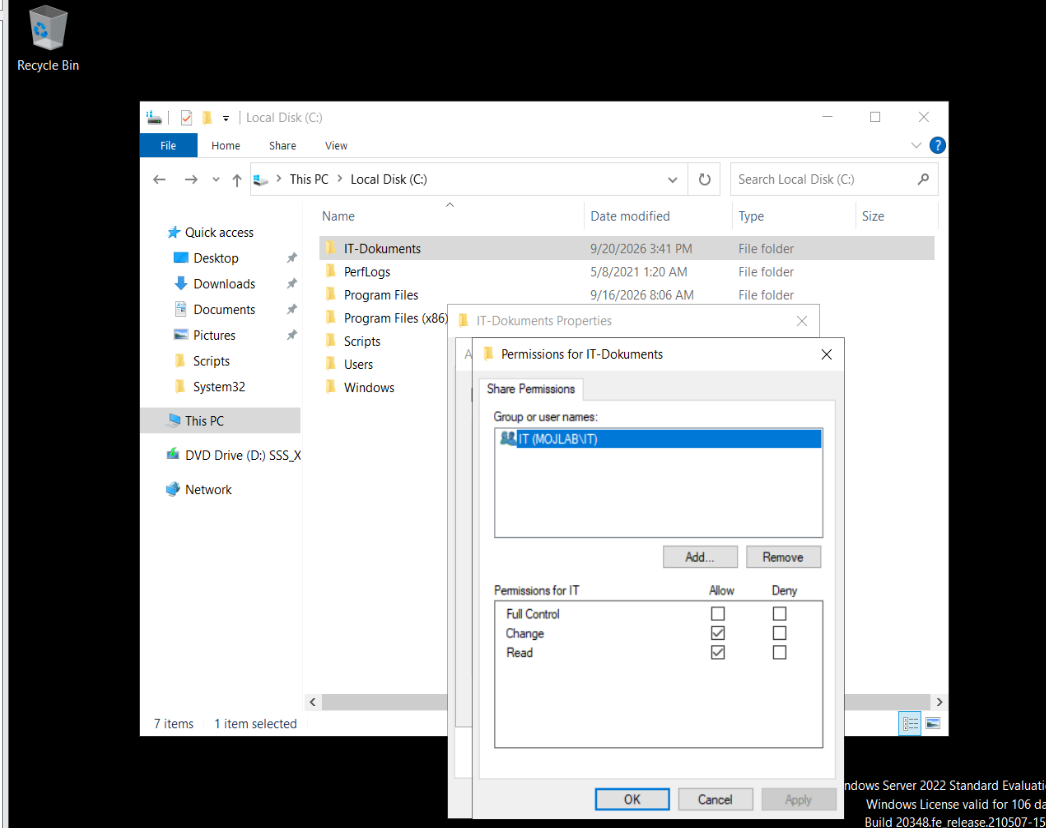 Recycle Bin
Local Disk (C:)
File Home Share View
This PC Local Disk (C:)
Search Local Disk (C:)
Name Date modified Type Size
Quick access
Desktop
Downloads
Documents
Pictures
Scripts
System32
This PC
DVD Drive (D:) SSS_X
Network
IT-Dokuments 9/20/2026 3:41 PM File folder
PerfLogs 5/8/2021 1:20 AM File folder
Program Files 9/16/2026 8:06 AM File folder
Program Files (x86)
Scripts
Users
Windows
7 items 1 item selected
IT-Dokuments Properties
A
Permissions for IT-Dokuments
Share Permissions
Group or user names:
IT (MOJLAB\IT)
Add... Remove
Permissions for IT Allow Deny
Full Control
Change
Read
OK Cancel Apply
ndows Server 2022 Standard Evaluati
Windows License valid for 106 da
Build 20348.fe_release.210507-15